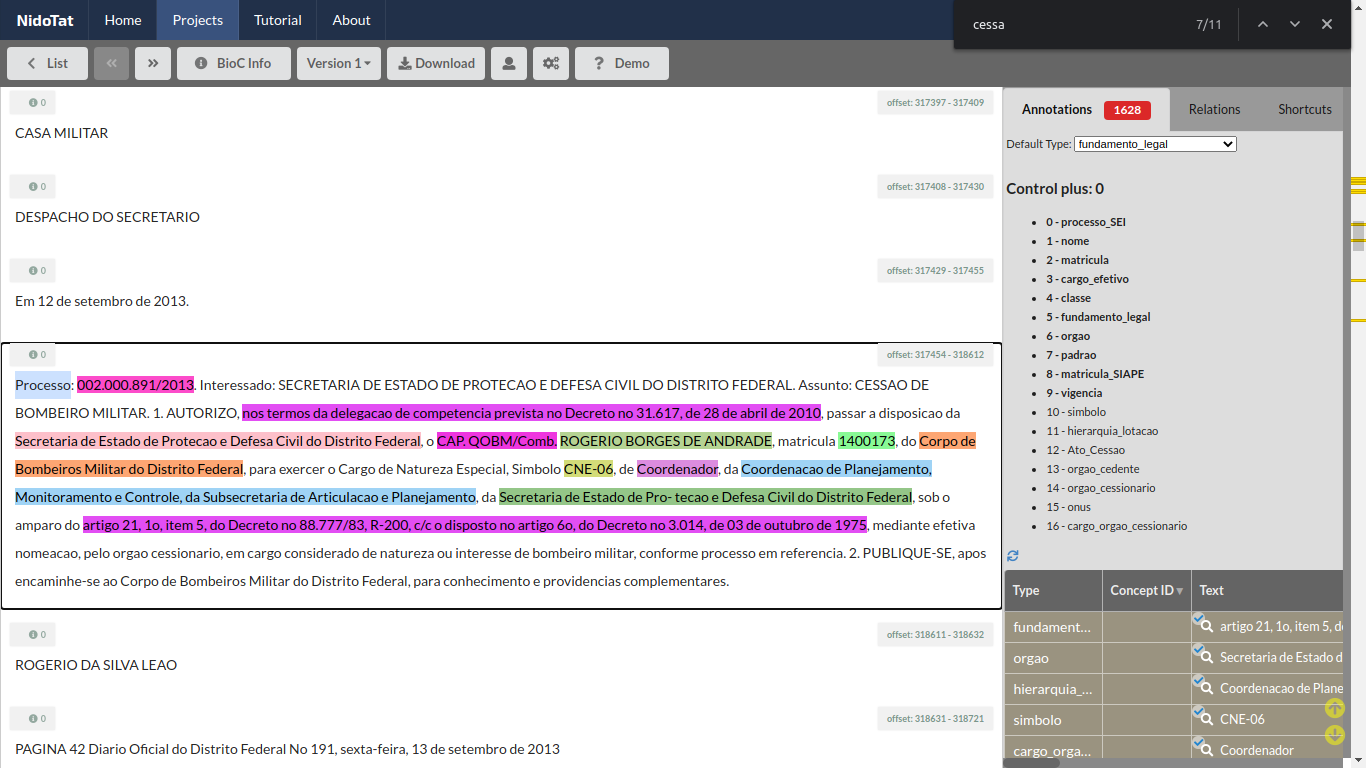 NidoTat Home Projects Tutorial About
cessa 7/11
List BioC Info Version 1 Download Demo
0 offset: 317397 - 317409
CASA MILITAR
0 offset: 317408 - 317430
DESPACHO DO SECRETARIO
0 offset: 317429 - 317455
Em 12 de setembro de 2013.
0 offset: 317454 - 318612
Processo: 002.000.891/2013. Interessado: SECRETARIA DE ESTADO DE PROTECAO E DEFESA CIVIL DO DISTRITO FEDERAL. Assunto: CESSAO DE
BOMBEIRO MILITAR. 1. AUTORIZO, nos termos da delegacao de competencia prevista no Decreto no 31.617, de 28 de abril de 2010, passar a disposicao da
Secretaria de Estado de Protecao e Defesa Civil do Distrito Federal, o CAP. QOBM/Comb. ROGERIO BORGES DE ANDRADE, matricula 1400173, do Corpo de
Bombeiros Militar do Distrito Federal, para exercer o Cargo de Natureza Especial, Simbolo CNE-06, de Coordenador, da Coordenacao de Planejamento,
Monitoramento e Controle, da Subsecretaria de Articulacao e Planejamento, da Secretaria de Estado de Pro- tecao e Defesa Civil do Distrito Federal, sob o
amparo do artigo 21, 1o, item 5, do Decreto no 88.777/83, R-200, c/c o disposto no artigo 6o, do Decreto no 3.014, de 03 de outubro de 1975, mediante efetiva
nomeacao, pelo orgao cessionario, em cargo considerado de natureza ou interesse de bombeiro militar, conforme processo em referencia. 2. PUBLIQUE-SE, apos
encaminhe-se ao Corpo de Bombeiros Militar do Distrito Federal, para conhecimento e providencias complementares.
0 offset: 318611 - 318632
ROGERIO DA SILVA LEAO
0 offset: 318631 - 318721
PAGINA 42 Diario Oficial do Distrito Federal No 191, sexta-feira, 13 de setembro de 2013
Annotations 1628 Relations Shortcuts
Default Type: fundamento_legal
Control plus: 0
0 - processo_SEI
1 - nome
2 - matricula
3 - cargo_efetivo
4 - classe
5 - fundamento_legal
6 - orgao
7 - padrao
8 - matricula_SIAPE
9 - vigencia
10 - simbolo
11 - hierarquia_lotacao
12 - Ato_Cessao
13 - orgao_cedente
14 - orgao_cessionario
15 - onus
16 - cargo_orgao_cessionario
Type Concept ID Text
fundament... artigo 21, 1o, item 5, d
orgao Secretaria de Estado d
hierarquia_... Coordenacao de Plane
simbolo CNE-06
cargo_orga... Coordenador